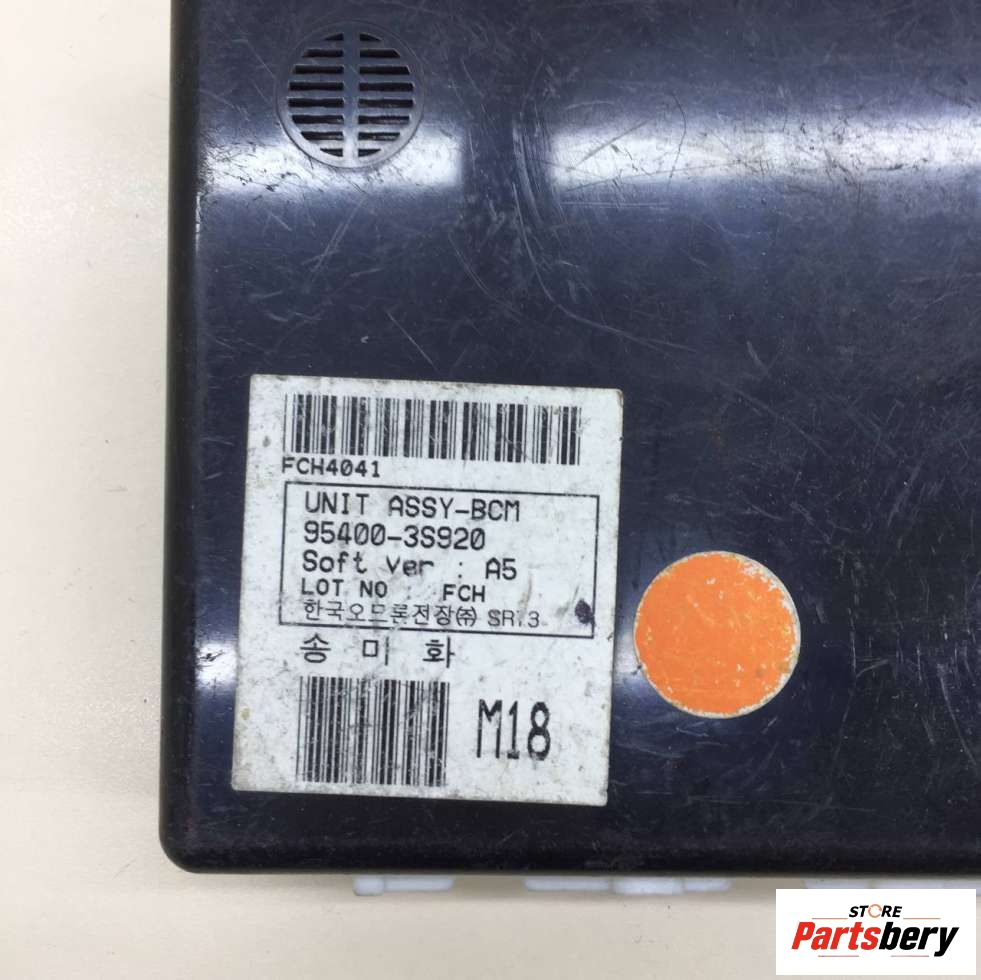 FCH4041
UNIT ASSY-BCM
95400-3S920
Soft ver : A5
LOT NO : FCH
한국오므론전장㈜ SR.3
송 미 화
M18
STORE
Partsbery